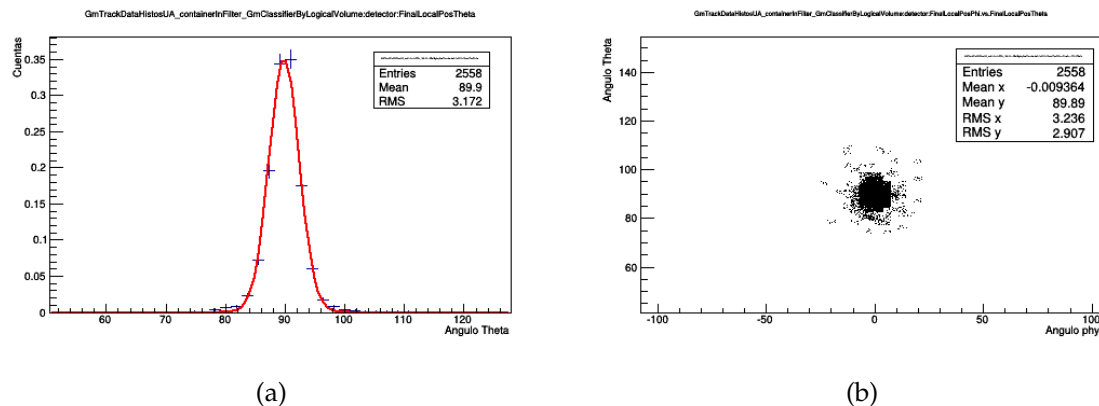 GmTrackDataHistosUA_containerInFilter_GmClassifierByLogicalVolume:detector:FinalLocalPosTheta
Cuentas
0.35
0.3
0.25
0.2
0.15
0.1
0.05
0
60 70 80 90 100 110 120
Angulo Theta
Entries 2558
Mean 89.9
RMS 3.172
(a)
GmTrackDataHistosUA_containerInFilter_GmClassifierByLogicalVolume:detector:FinalLocalPosPhi.vs.FinalLocalPosTheta
Angulo Theta
140
120
100
80
60
-100 -50 0 50 100
Angulo phy
Entries 2558
Mean x -0.009364
Mean y 89.89
RMS x 3.236
RMS y 2.907
(b)